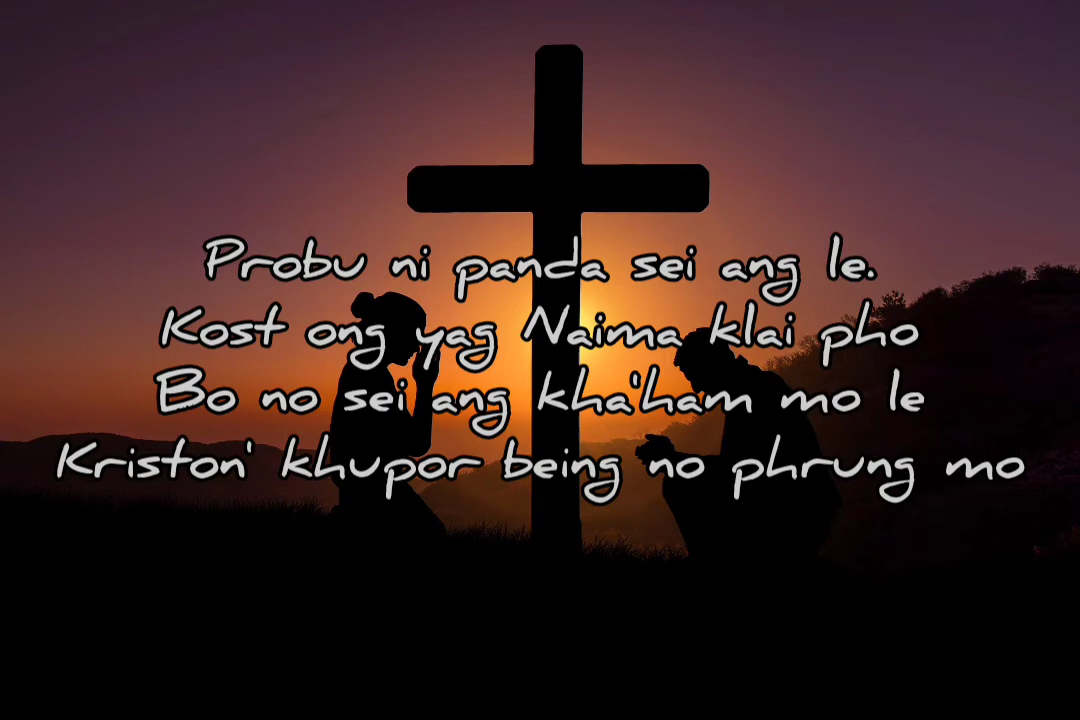 Probu ni panda sei ang le.
Kost ong yag Naima klai pho
Bo no sei ang kha'ham mo le
Kriston' khupor being no phrung mo